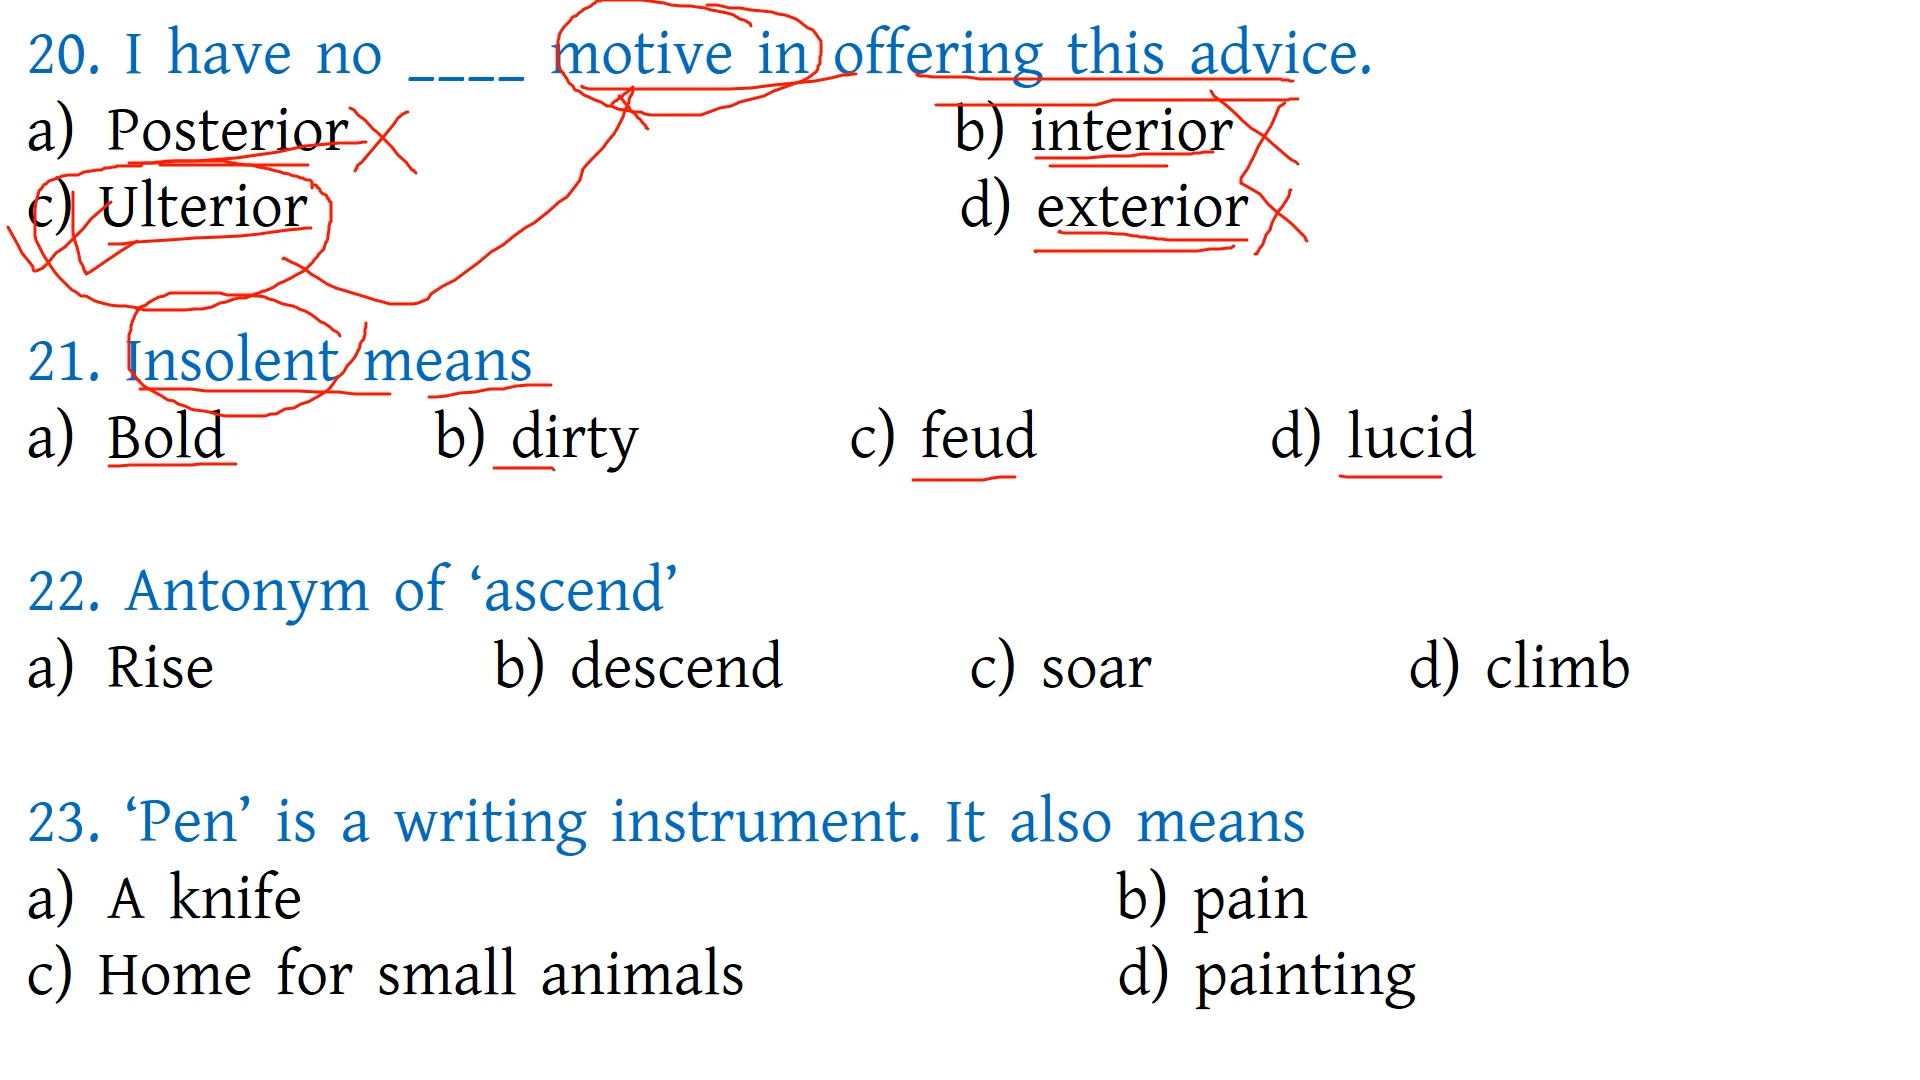 20. I have no ____ motive in offering this advice.
a) Posterior b) interior
c) Ulterior d) exterior
21. Insolent means
a) Bold b) dirty c) feud d) lucid
22. Antonym of ‘ascend’
a) Rise b) descend c) soar d) climb
23. ‘Pen’ is a writing instrument. It also means
a) A knife b) pain
c) Home for small animals d) painting